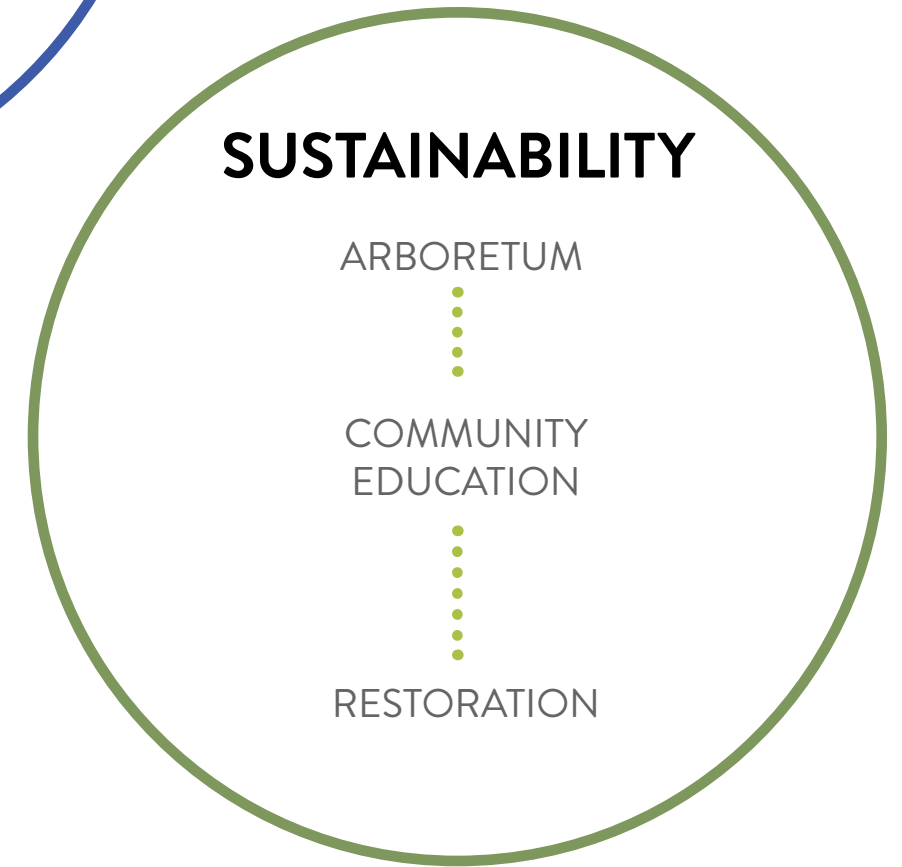 SUSTAINABILITY
ARBORETUM
COMMUNITY
EDUCATION
RESTORATION